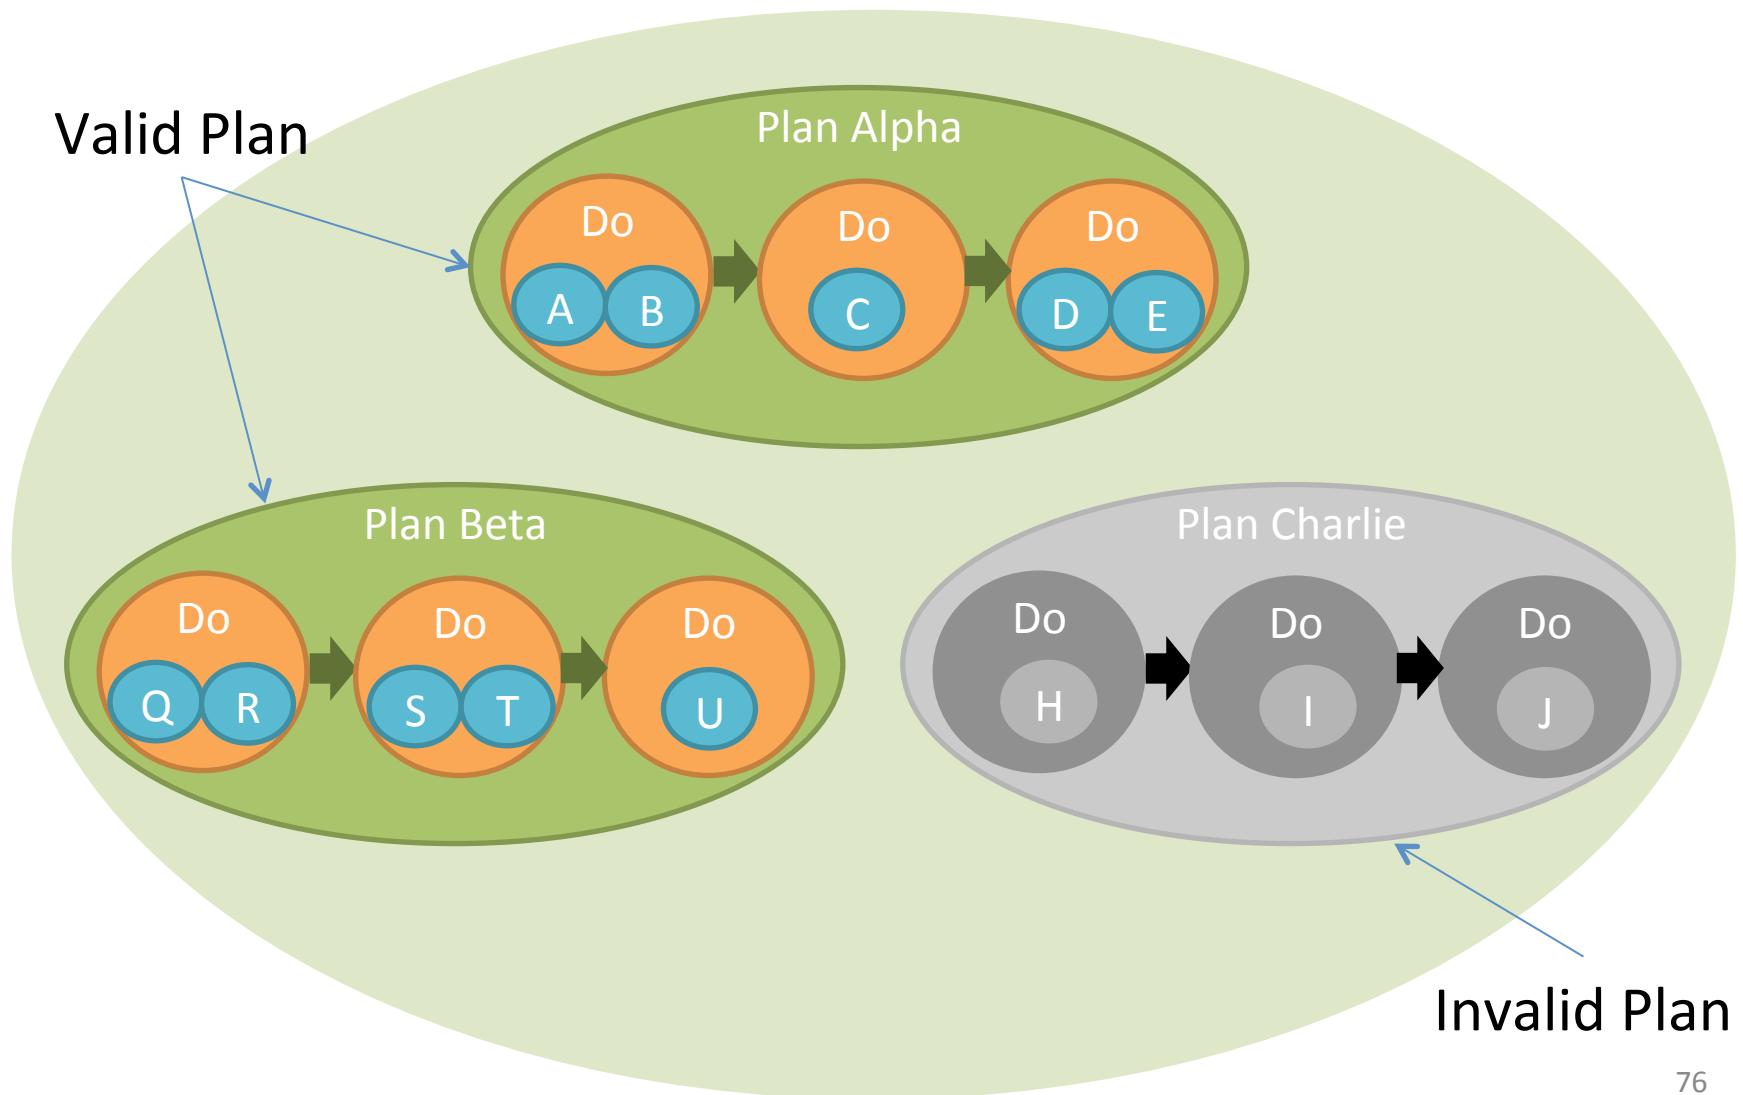 Valid Plan
Plan Alpha
Do
Do
Do
A
B
C
D
E
Plan Beta
Do
Do
Do
Q
R
S
T
U
Plan Charlie
Do
Do
Do
H
I
J
Invalid Plan
76